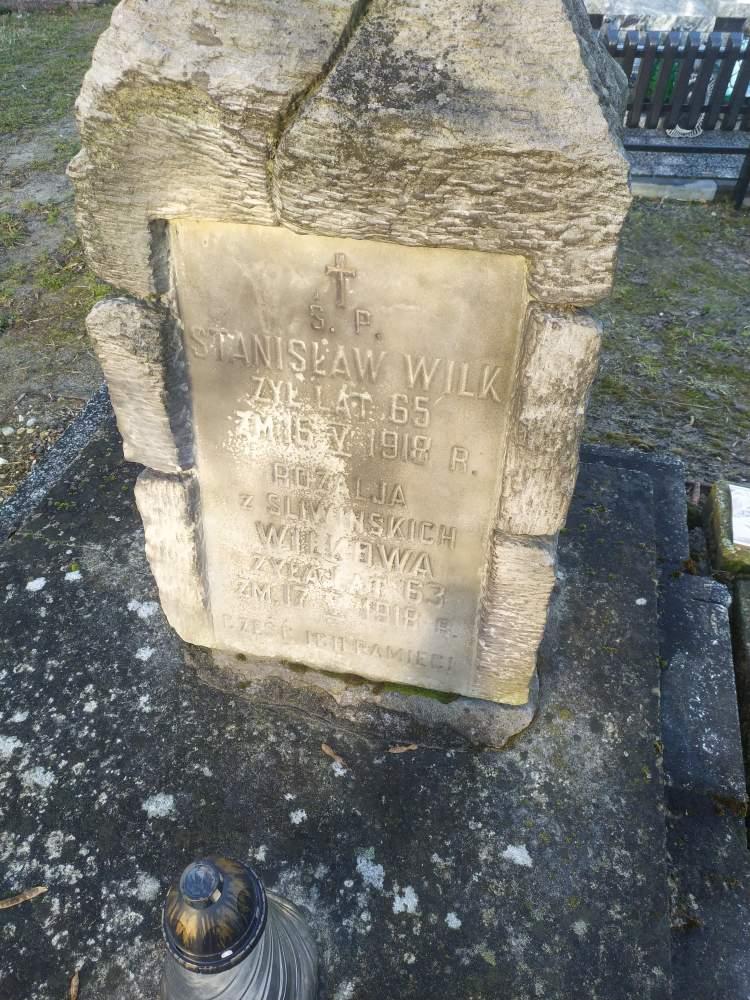 Ś. P.
STANISŁAW WILK
ŻYŁ LAT 65
ZM. 16 V 1918 R.
ROZALJA
z ŚLIWIŃSKICH
WILKOWA
ŻYŁA LAT 63
ZM. 17 1918 R.
CZEŚĆ ICH PAMIĘCI